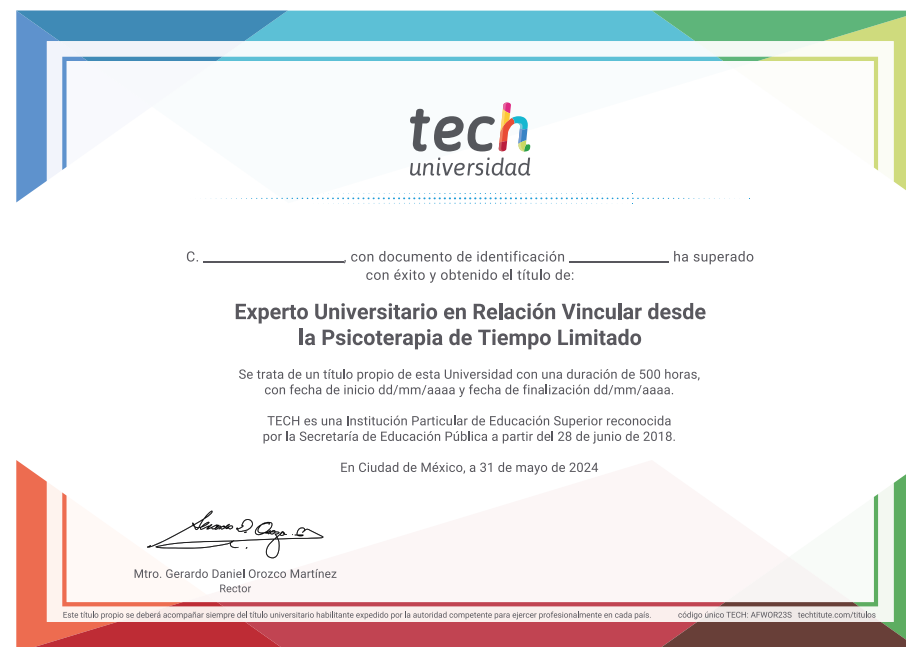 tech
universidad
C. ____________, con documento de identificación ____________ ha superado
con éxito y obtenido el título de:
Experto Universitario en Relación Vincular desde
la Psicoterapia de Tiempo Limitado
Se trata de un título propio de esta Universidad con una duración de 500 horas,
con fecha de inicio dd/mm/aaaa y fecha de finalización dd/mm/aaaa.
TECH es una Institución Particular de Educación Superior reconocida
por la Secretaría de Educación Pública a partir del 28 de junio de 2018.
En Ciudad de México, a 31 de mayo de 2024
Mtro. Gerardo Daniel Orozco Martínez
Rector
Este título propio se deberá acompañar siempre del título universitario habilitante expedido por la autoridad competente para ejercer profesionalmente en cada país. código único TECH: AFWOR23S techtitute.com/titulos